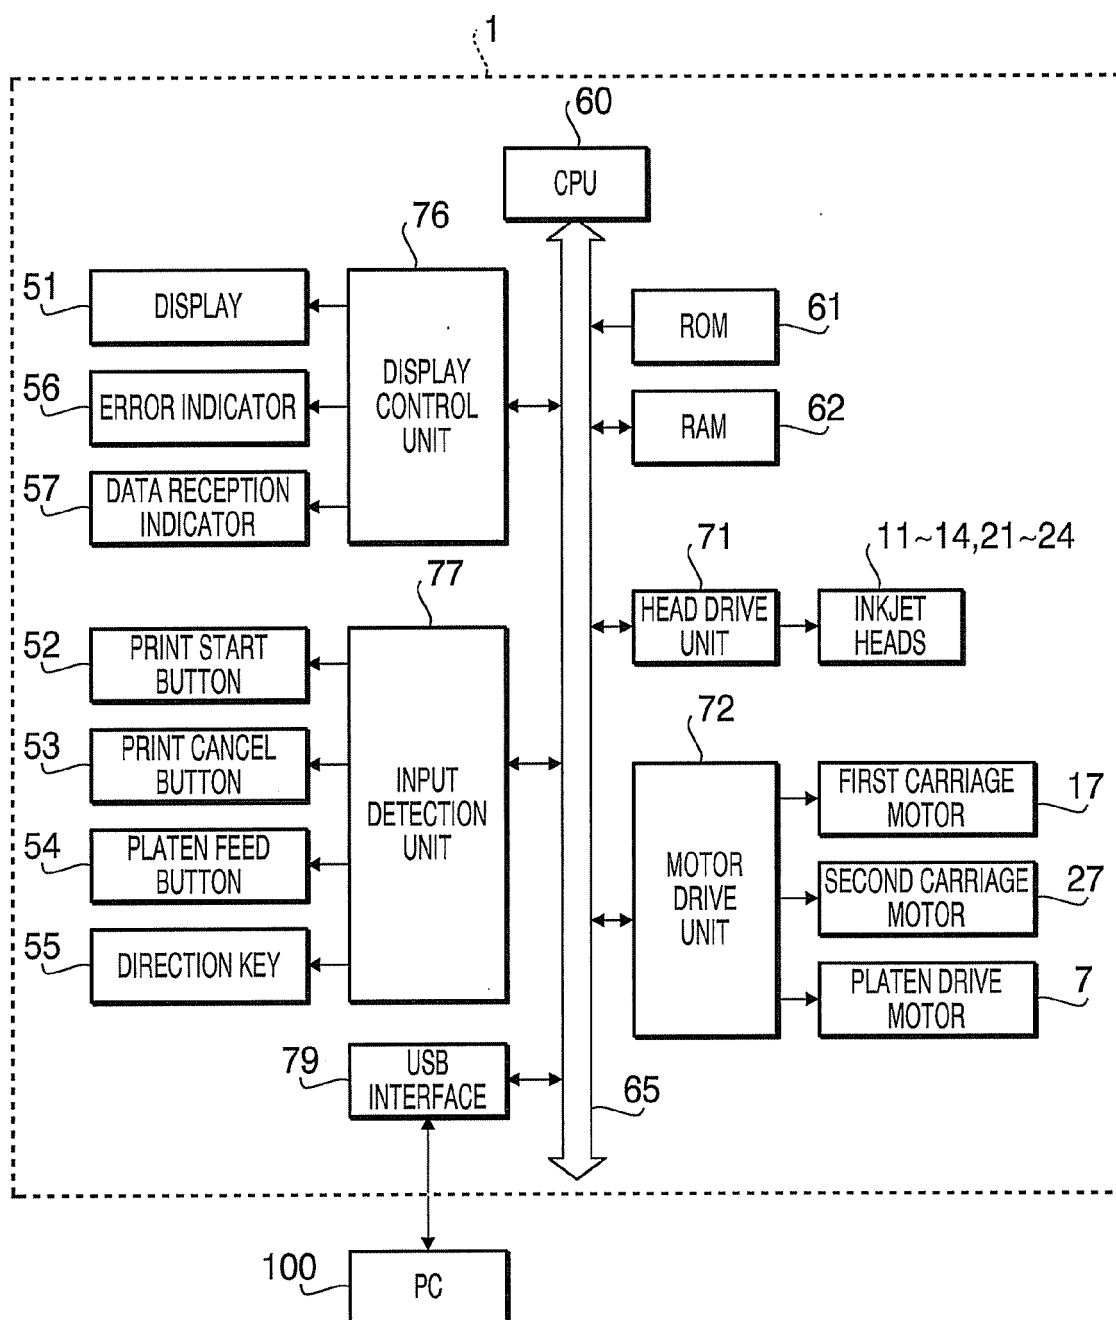 1
60
CPU
76
51
DISPLAY
DISPLAY
CONTROL
UNIT
ROM
61
56
ERROR INDICATOR
RAM
62
57
DATA RECEPTION
INDICATOR
71
HEAD DRIVE
UNIT
11~14,21~24
INKJET
HEADS
77
52
PRINT START
BUTTON
53
PRINT CANCEL
BUTTON
INPUT
DETECTION
UNIT
54
PLATEN FEED
BUTTON
55
DIRECTION KEY
72
MOTOR
DRIVE
UNIT
FIRST CARRIAGE
MOTOR
17
SECOND CARRIAGE
MOTOR
27
PLATEN DRIVE
MOTOR
7
79
USB
INTERFACE
65
100
PC